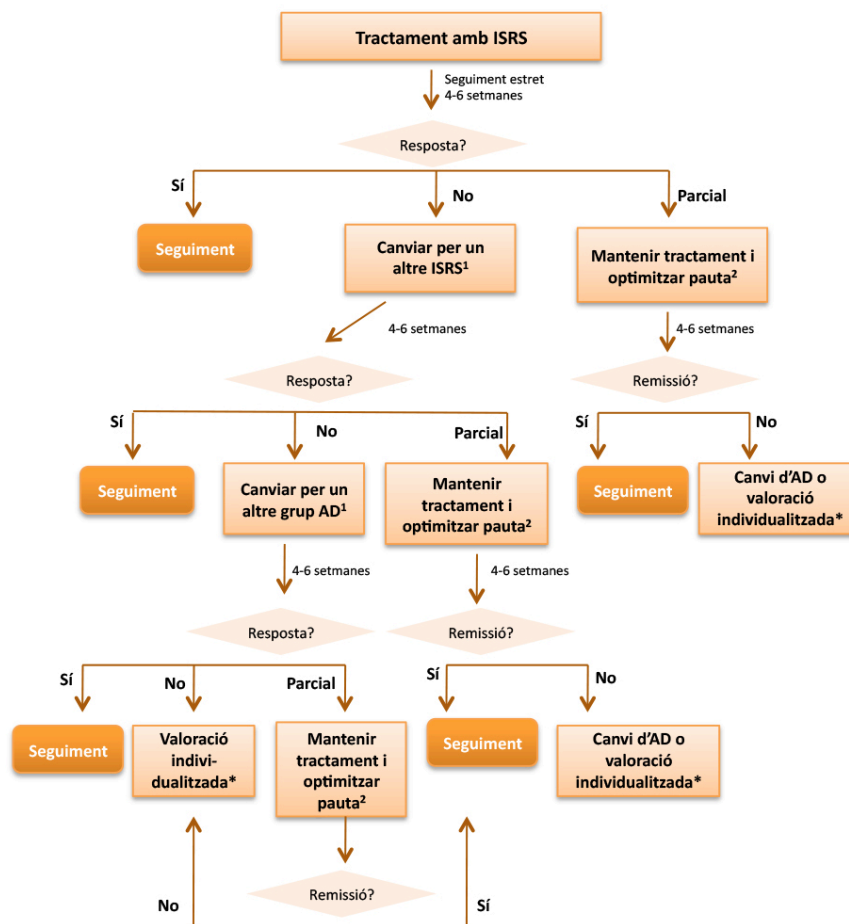 Tractament amb ISRS
Seguiment estret
4-6 setmanes
Resposta?
Sí
No
Parcial
Seguiment
Canviar per un
altre ISRS¹
Mantenir tractament i
optimitzar pauta²
4-6 setmanes
4-6 setmanes
Resposta?
Remissió?
Sí
No
Parcial
Sí
No
Seguiment
Canviar per un
altre grup AD¹
Mantenir
tractament i
optimitzar pauta²
Seguiment
Canvi d'AD o
valoració
individualitzada*
4-6 setmanes
4-6 setmanes
Resposta?
Remissió?
Sí
No
Parcial
Sí
No
Seguiment
Valoració
indivi-
dualitzada*
Mantenir
tractament i
optimitzar
pauta²
Seguiment
Canvi d'AD o
valoració
individualitzada*
Remissió?
No
Sí